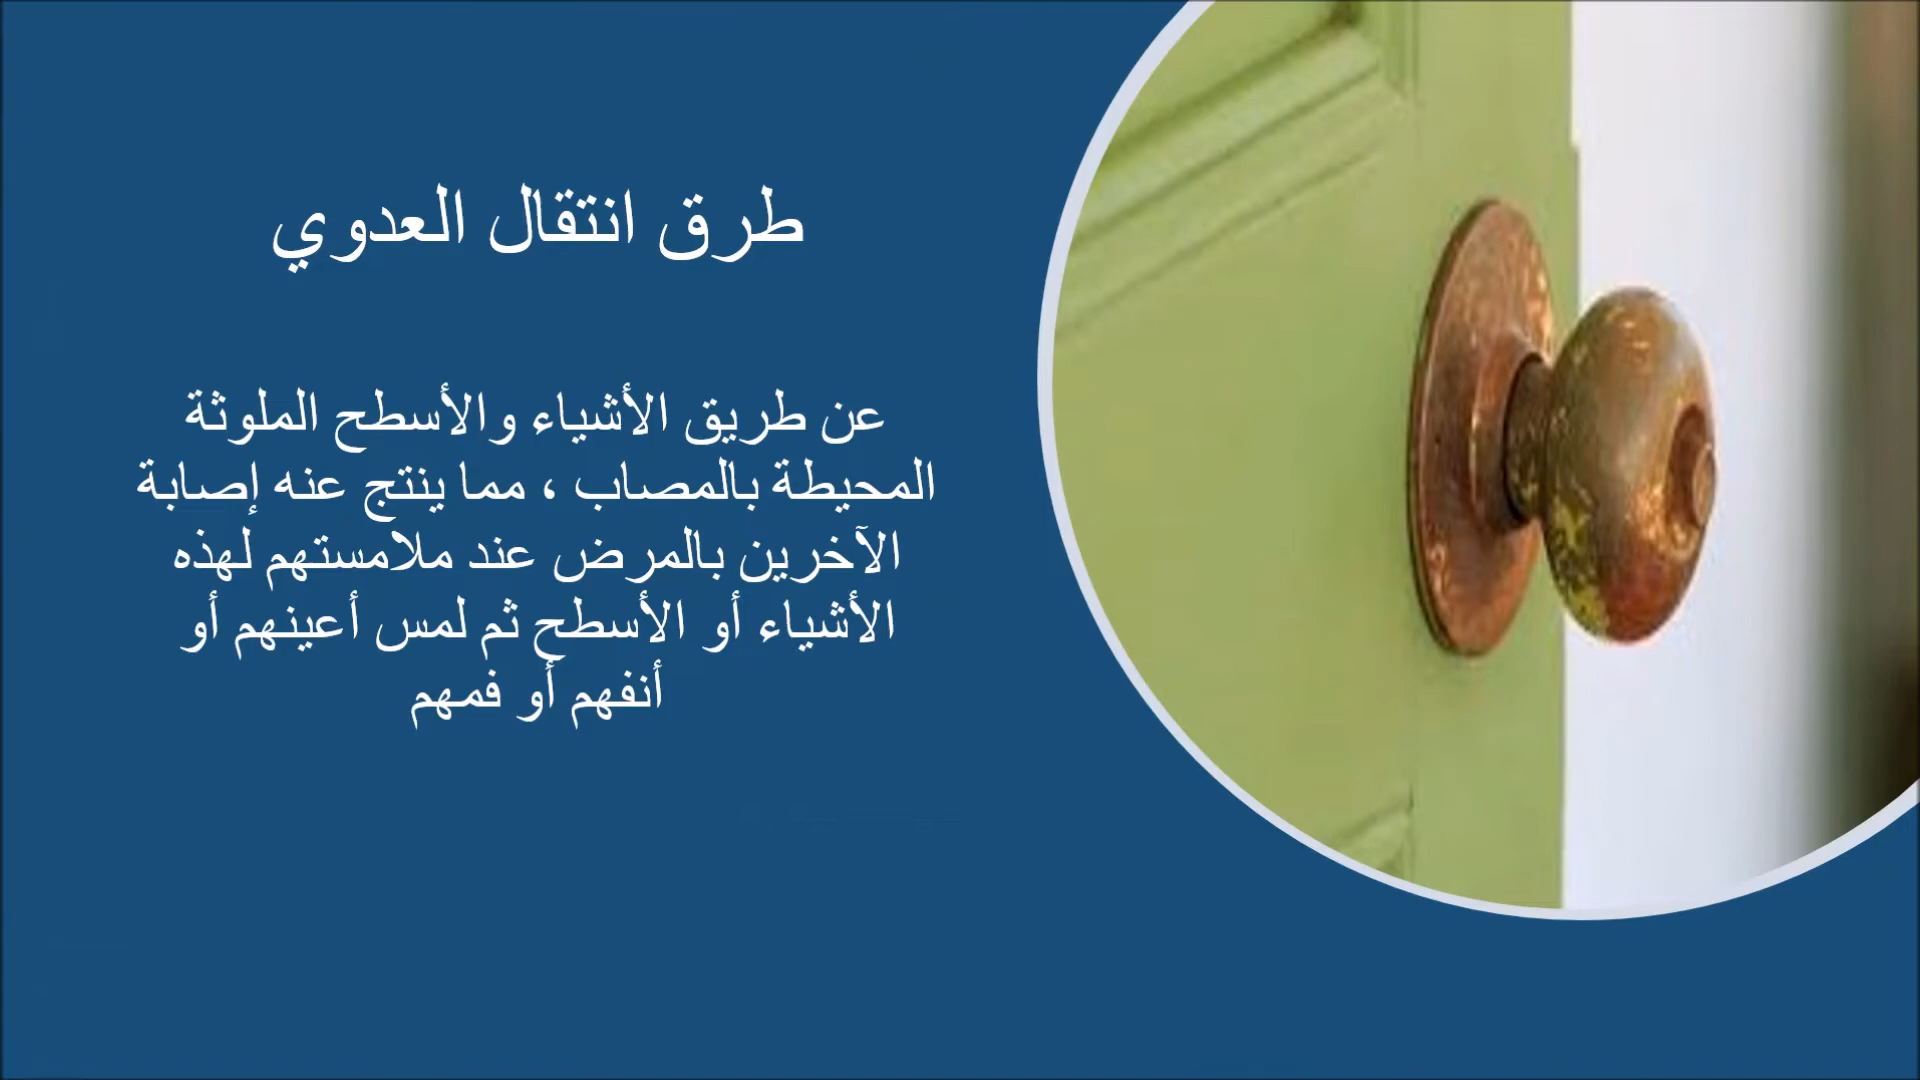 طرق انتقال العدوي
عن طريق الأشياء والأسطح الملوثة
المحيطة بالمصاب ، مما ينتج عنه إصابة
الآخرين بالمرض عند ملامستهم لهذه
الأشياء أو الأسطح ثم لمس أعينهم أو
أنفهم أو فمهم